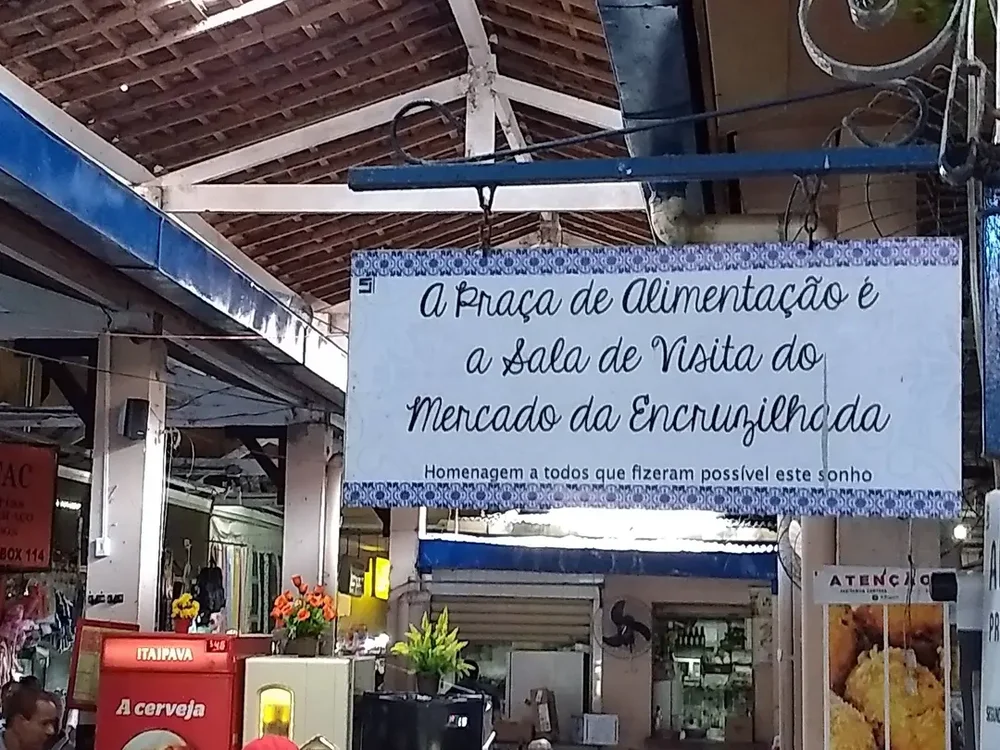 A Praça de Alimentação é
a Sala de Visita do
Mercado da Encruzilhada
Homenagem a todos que fizeram possível este sonho
BOX 114
ITAIPAVA
A cerveja
ATENÇÃO